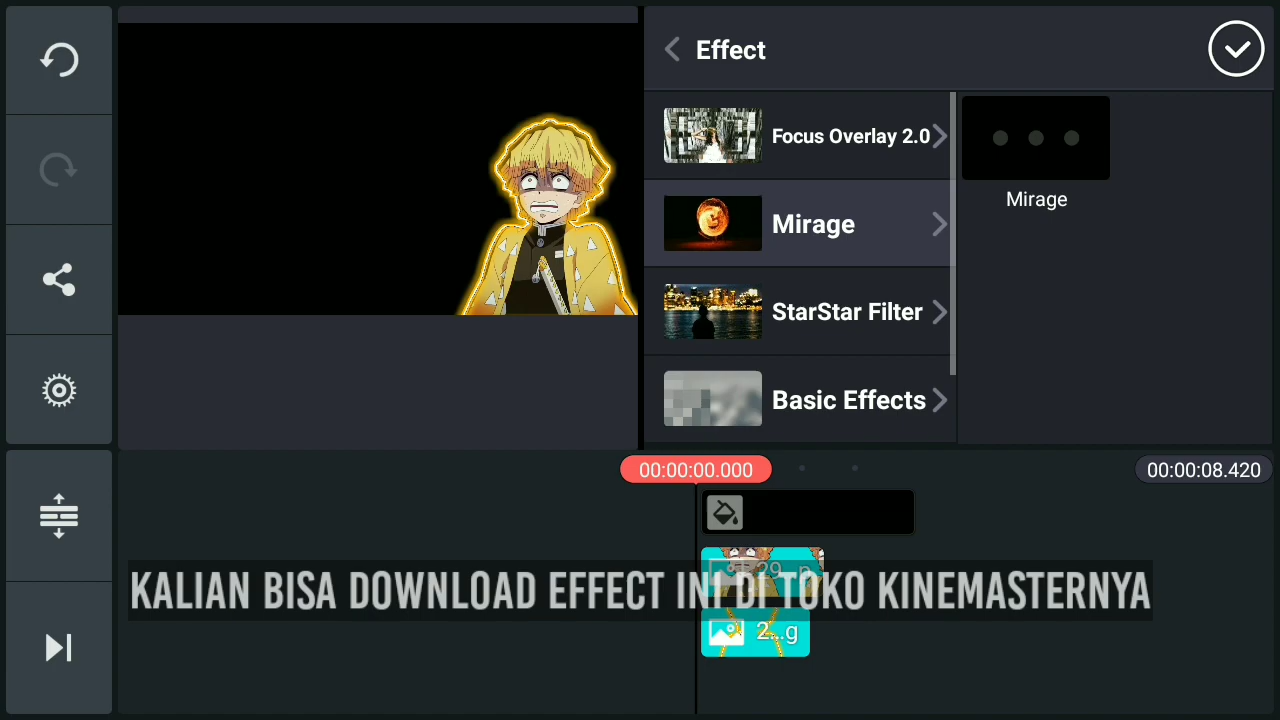 Effect
Focus Overlay 2.0
Mirage
StarStar Filter
Basic Effects
Mirage
00:00:00.000
00:00:08.420
KALIAN BISA DOWNLOAD EFFECT INI DI TOKO KINEMASTERNYA
2...g